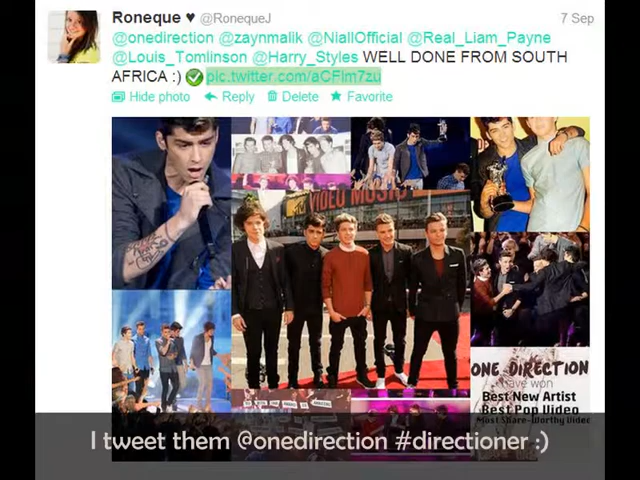 Roneque ♥ @RonequeJ 7 Sep
@onedirection @zaynmalik @NiallOfficial @Real_Liam_Payne
@Louis_Tomlinson @Harry_Styles WELL DONE FROM SOUTH
AFRICA :) pic.twitter.com/aCFlm7zu
Hide photo Reply Delete Favorite
VIDEO MUSIC
ONE DIRECTION
have won
Best New Artist
Best Pop Video
Most Share-Worthy Video
I tweet them @onedirection #directioner :)